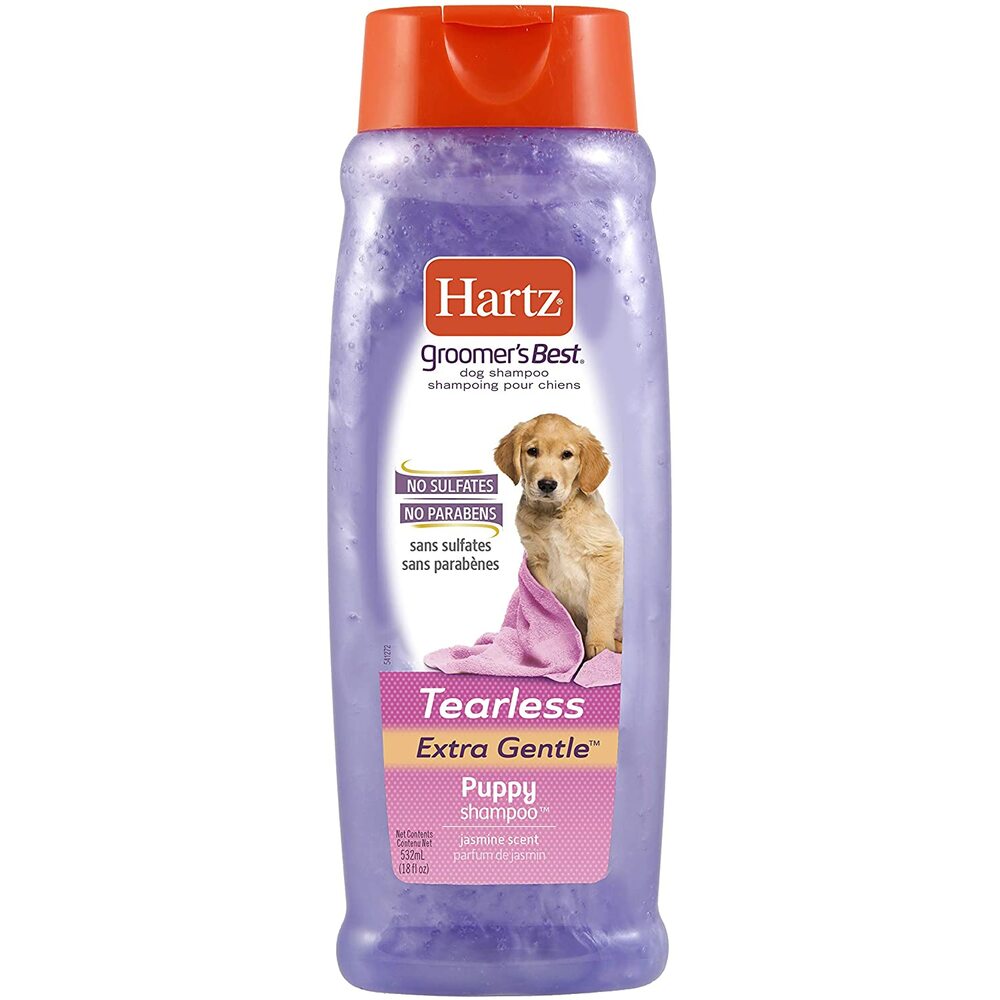 Hartz®
groomer's Best®
dog shampoo
shampoing pour chiens
NO SULFATES
NO PARABENS
sans sulfates
sans parabènes
541272
Tearless
Extra Gentle™
Puppy
shampoo™
jasmine scent
parfum de jasmin
Net Contents
Contenu Net
532mL
(18 fl oz)